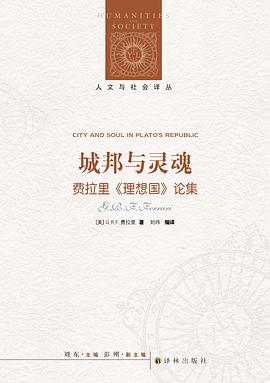 HUMANITIES
AND
SOCIETY
人文与社会译丛
CITY AND SOUL IN PLATO'S REPUBLIC
城邦与灵魂
费拉里《理想国》论集
G.R.F. Ferrari
[美] G.R.F.费拉里 著 刘玮 编译
刘东·主编 彭刚·副主编
译林出版社